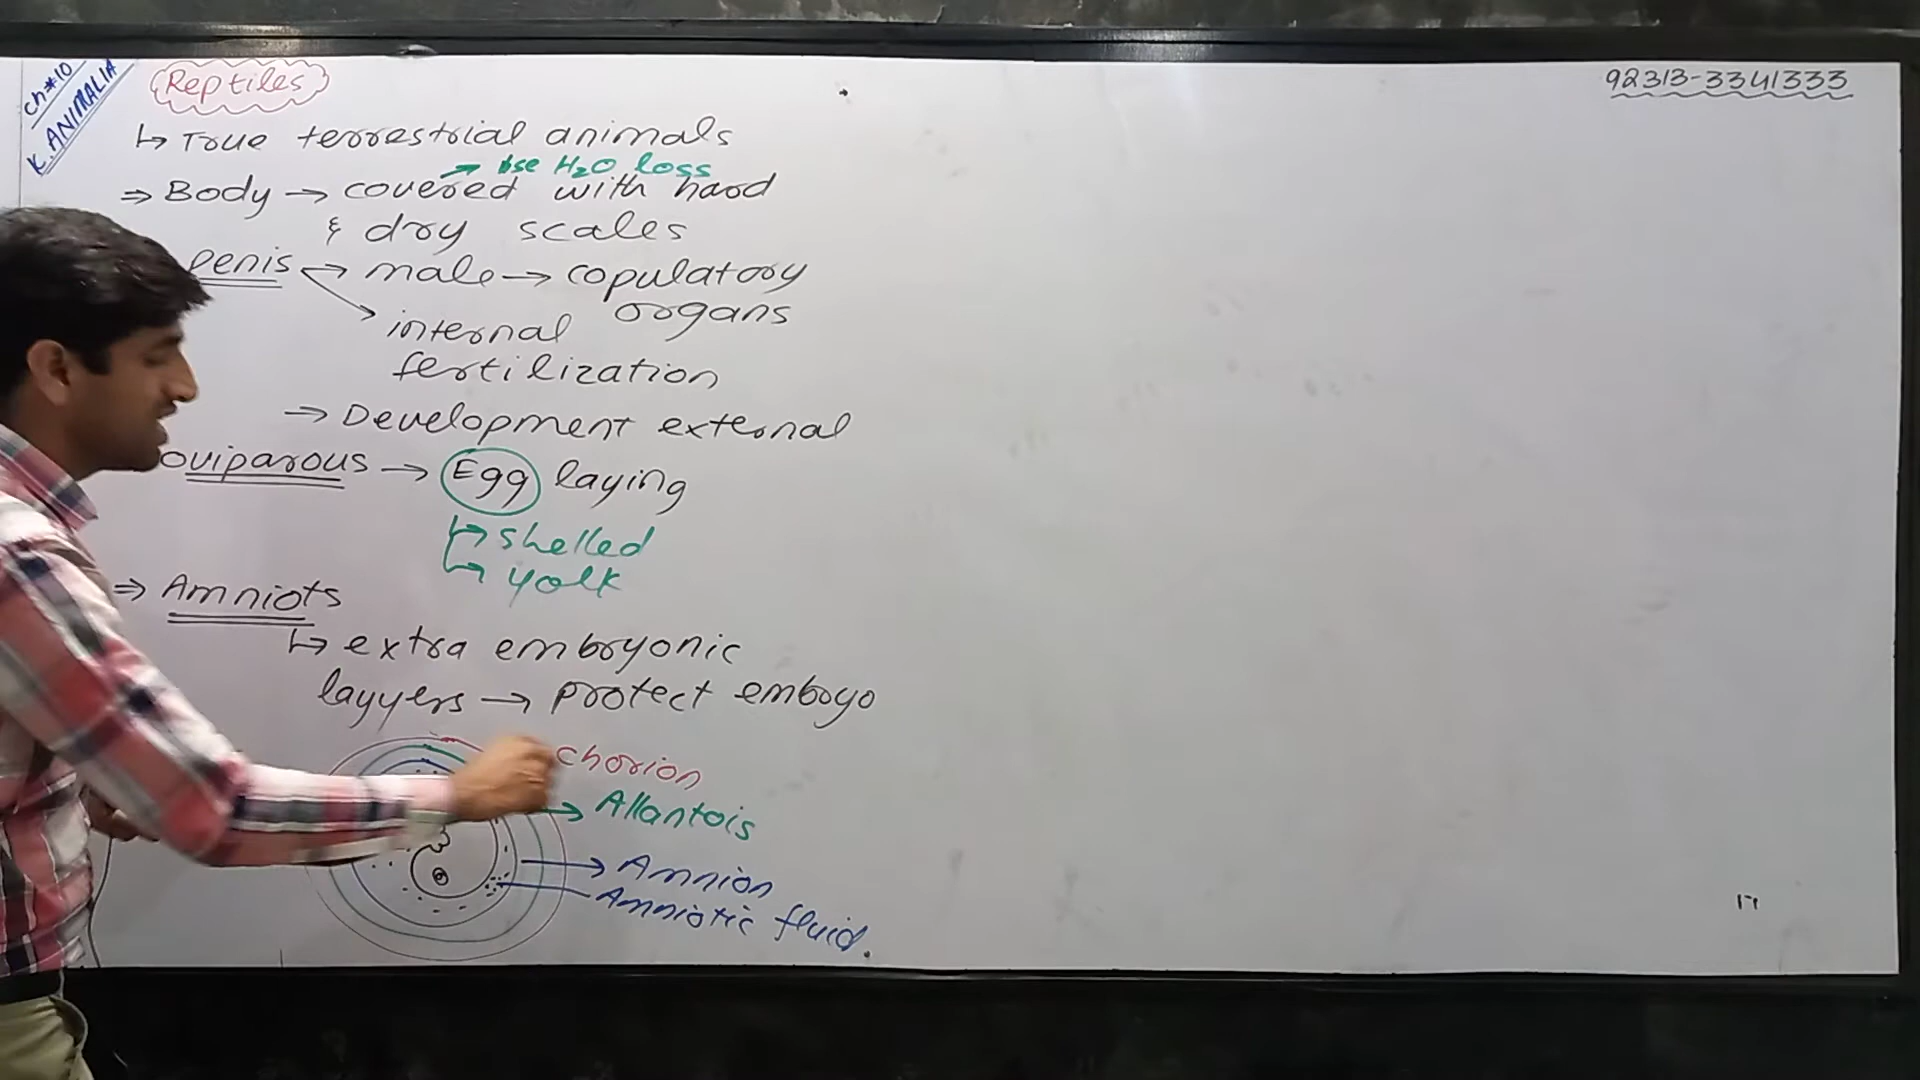 Ch#10
K. ANIMALIA
Reptiles
92313-3341333
↳ True terrestrial animals
→ H2O loss
⇒ Body → covered with hard
& dry scales
Penis → male → copulatory
organs
internal
fertilization
→ Development external
oviparous → Egg laying
→ shelled
→ yolk
⇒ Amniots
↳ extra embryonic
layyers → protect embryo
chorion
→ Allantois
→ Amnion
Amniotic fluid.